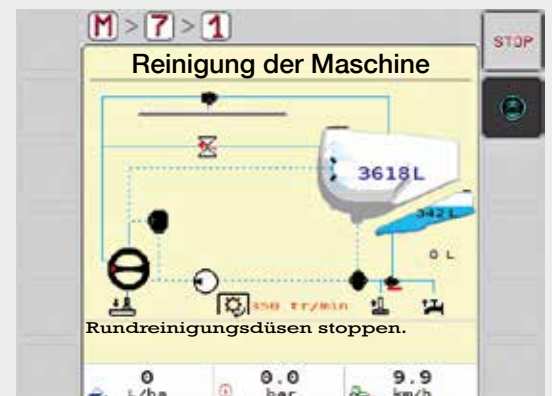 M > 7 > 1
STOP
Reinigung der Maschine
3618L
342 L
0 L
350 tr/min
Rundreinigungsdüsen stoppen.
0 0.0 9.9
L/ha bar km/h